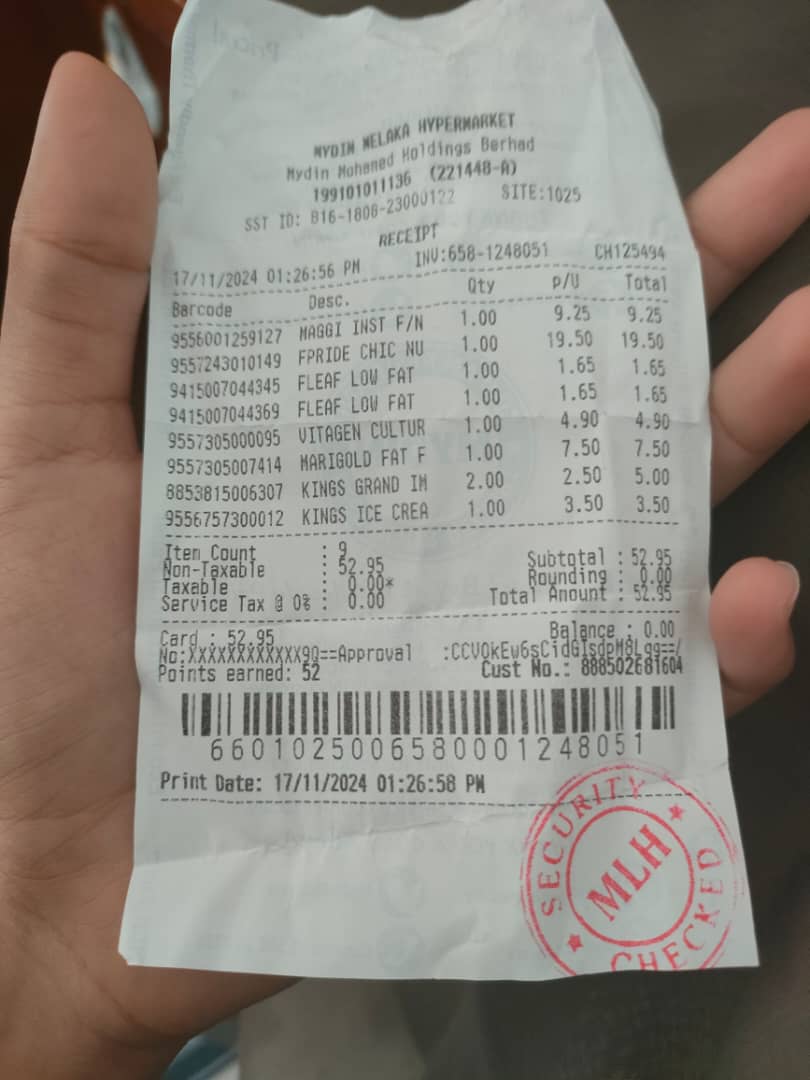 MYDIN MELAKA HYPERMARKET
Mydin Mohamed Holdings Berhad
199101011136 (221448-A)
SST ID: B16-1808-23000122 SITE:1025
RECEIPT
17/11/2024 01:26:56 PM INV:658-1248051 CH125494
Barcode Desc. Qty P/U Total
9556001259127 MAGGI INST F/N 1.00 9.25 9.25
9557243010149 FPRIDE CHIC NU 1.00 19.50 19.50
9415007044345 FLEAF LOW FAT 1.00 1.65 1.65
9415007044369 FLEAF LOW FAT 1.00 1.65 1.65
9557305000095 VITAGEN CULTUR 1.00 4.90 4.90
9557305007414 MARIGOLD FAT F 1.00 7.50 7.50
8853815006307 KINGS GRAND IM 2.00 2.50 5.00
9556757300012 KINGS ICE CREA 1.00 3.50 3.50
Item Count : 9
Non-Taxable : 52.95 Subtotal : 52.95
Taxable : 0.00* Rounding : 0.00
Service Tax @ 0% : 0.00 Total Amount : 52.95
Card : 52.95 Balance : 0.00
No:XXXXXXXXXXXX9Q==Approval :CCVOkEw6sCidGIsdpM8Lgg==/
Points earned: 52 Cust No.: 888502681604
6601025006580001248051
Print Date: 17/11/2024 01:26:58 PM
SECURITY
MLH
CHECKED